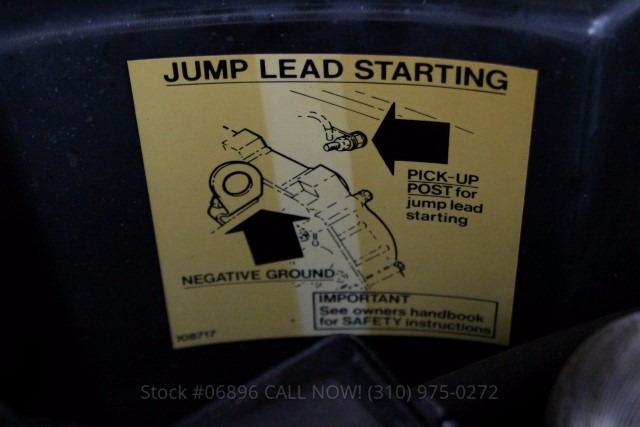 JUMP LEAD STARTING
PICK-UP
POST for
jump lead
starting
NEGATIVE GROUND
IMPORTANT
See owners handbook
for SAFETY instructions
108717
Stock #06896 CALL NOW! (310) 975-0272